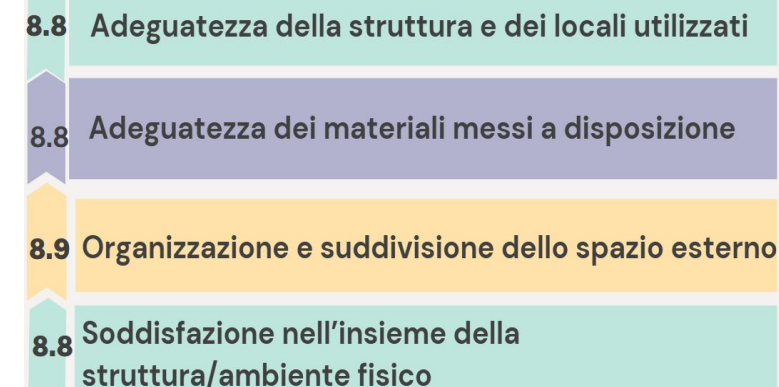 8.8 Adeguatezza della struttura e dei locali utilizzati
8.8 Adeguatezza dei materiali messi a disposizione
8.9 Organizzazione e suddivisione dello spazio esterno
8.8 Soddisfazione nell'insieme della
struttura/ambiente fisico